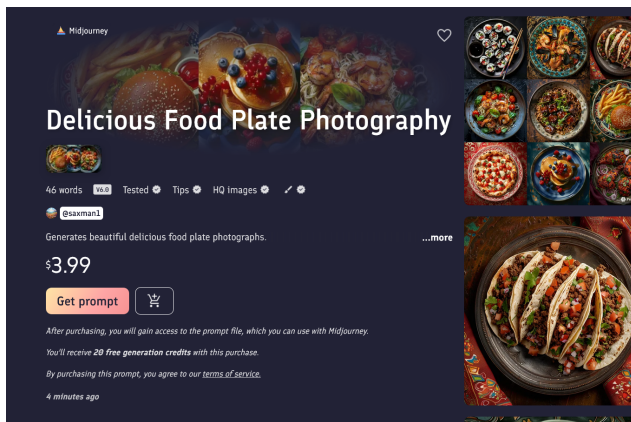 Midjourney
Delicious Food Plate Photography
46 words V6.0 Tested Tips HQ images
@saxman1
Generates beautiful delicious food plate photographs. ...more
$3.99
Get prompt
After purchasing, you will gain access to the prompt file, which you can use with Midjourney.
You'll receive 20 free generation credits with this purchase.
By purchasing this prompt, you agree to our terms of service.
4 minutes ago